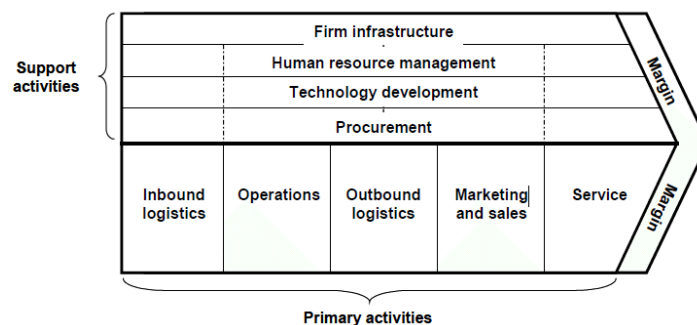 Firm infrastructure
Human resource management
Support
activities
Technology development
Procurement
Margin
Inbound
logistics
Operations
Outbound
logistics
Marketing
and sales
Service
Margin
Primary activities